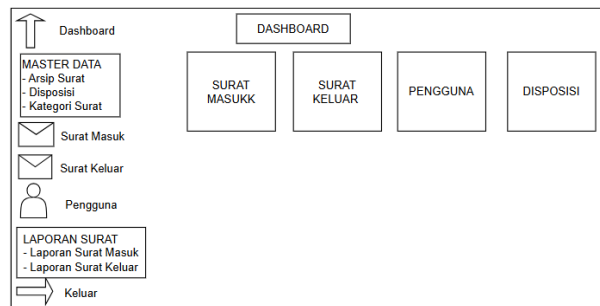 Dashboard
MASTER DATA
- Arsip Surat
- Disposisi
- Kategori Surat
Surat Masuk
Surat Keluar
Pengguna
LAPORAN SURAT
- Laporan Surat Masuk
- Laporan Surat Keluar
Keluar
DASHBOARD
SURAT
MASUKK
SURAT
KELUAR
PENGGUNA
DISPOSISI